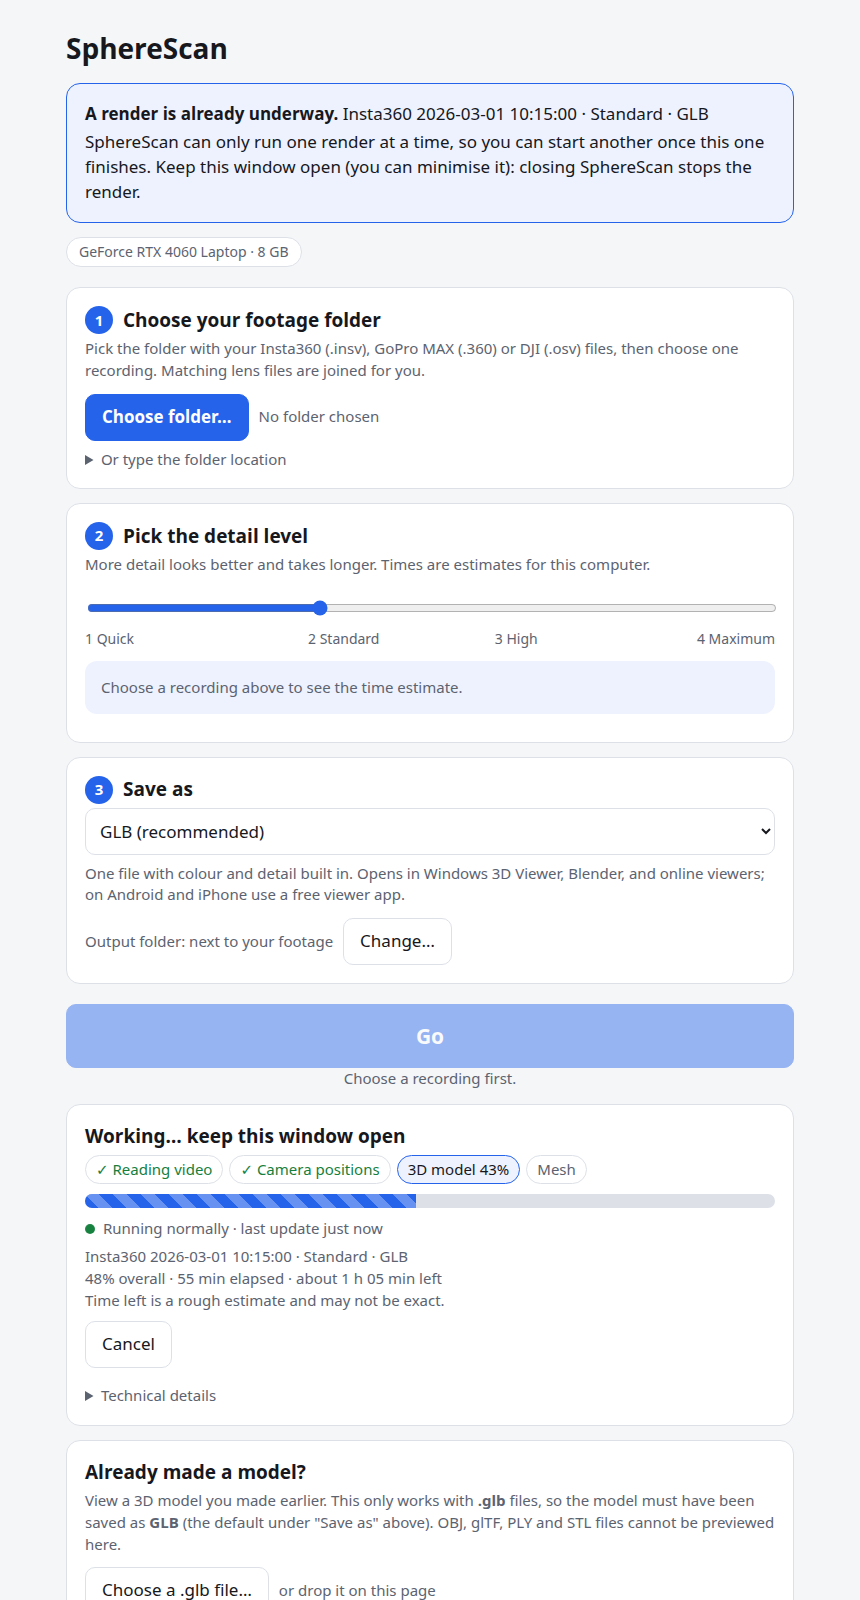 SphereScan
A render is already underway. Insta360 2026-03-01 10:15:00 · Standard · GLB
SphereScan can only run one render at a time, so you can start another once this one
finishes. Keep this window open (you can minimise it): closing SphereScan stops the
render.
GeForce RTX 4060 Laptop · 8 GB
1 Choose your footage folder
Pick the folder with your Insta360 (.insv), GoPro MAX (.360) or DJI (.osv) files, then choose one
recording. Matching lens files are joined for you.
Choose folder... No folder chosen
▶ Or type the folder location
2 Pick the detail level
More detail looks better and takes longer. Times are estimates for this computer.
1 Quick 2 Standard 3 High 4 Maximum
Choose a recording above to see the time estimate.
3 Save as
GLB (recommended)
One file with colour and detail built in. Opens in Windows 3D Viewer, Blender, and online viewers;
on Android and iPhone use a free viewer app.
Output folder: next to your footage Change...
Go
Choose a recording first.
Working... keep this window open
✓ Reading video ✓ Camera positions 3D model 43% Mesh
Running normally · last update just now
Insta360 2026-03-01 10:15:00 · Standard · GLB
48% overall · 55 min elapsed · about 1 h 05 min left
Time left is a rough estimate and may not be exact.
Cancel
▶ Technical details
Already made a model?
View a 3D model you made earlier. This only works with .glb files, so the model must have been
saved as GLB (the default under "Save as" above). OBJ, glTF, PLY and STL files cannot be previewed
here.
Choose a .glb file... or drop it on this page